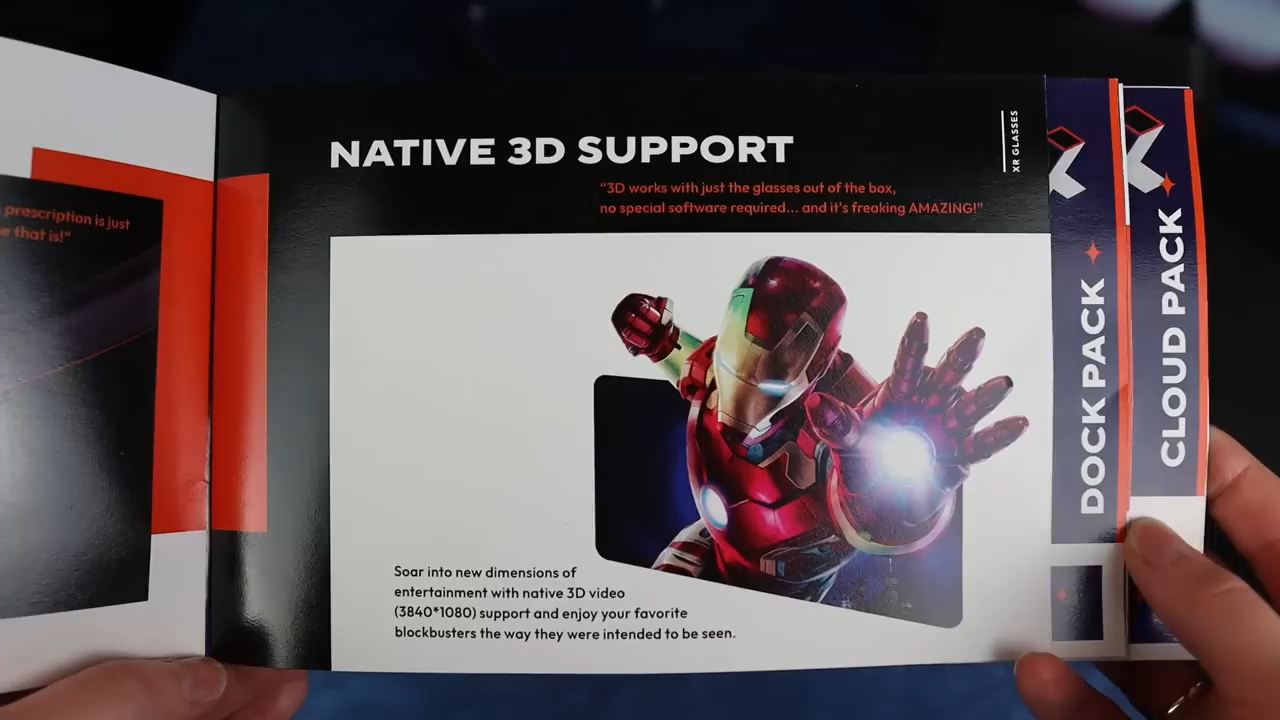 prescription is just
e that is!"
NATIVE 3D SUPPORT
XR GLASSES
"3D works with just the glasses out of the box,
no special software required... and it's freaking AMAZING!"
Soar into new dimensions of
entertainment with native 3D video
(3840*1080) support and enjoy your favorite
blockbusters the way they were intended to be seen.
DOCK PACK
CLOUD PACK